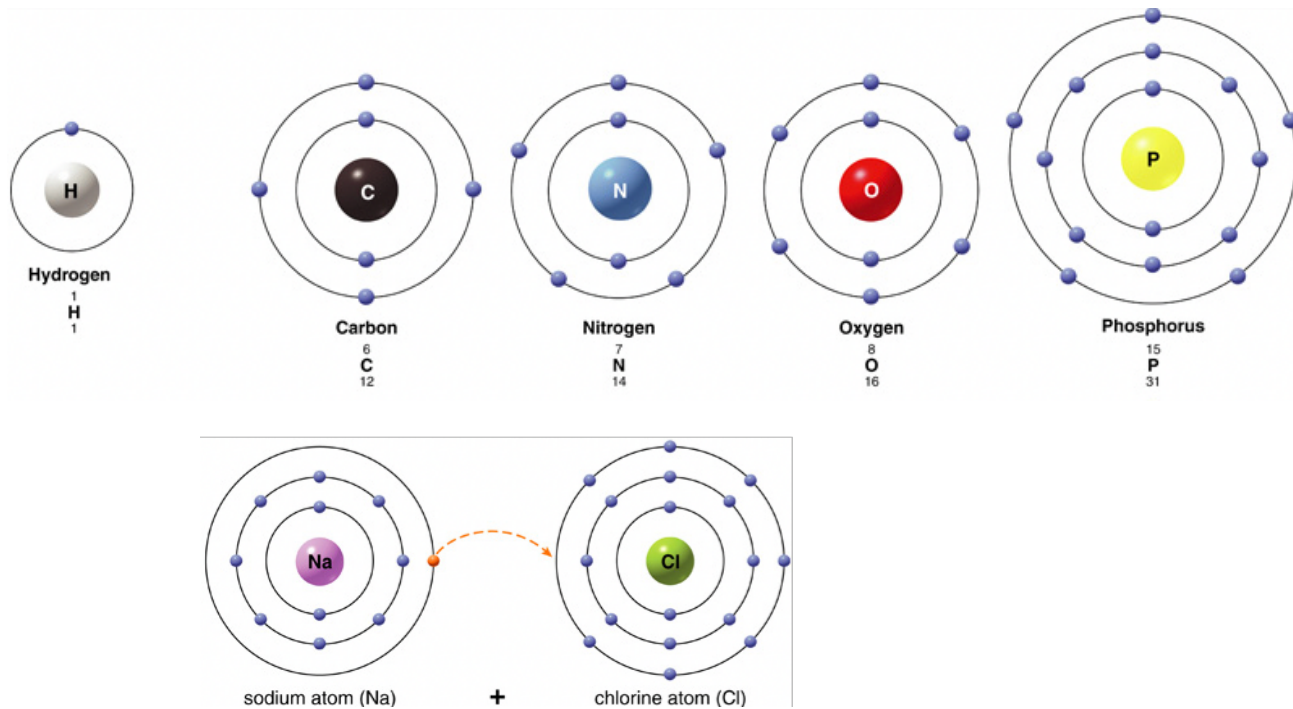 H
C
N
O
P
Hydrogen
1
H
1
Carbon
6
C
12
Nitrogen
7
N
14
Oxygen
8
O
16
Phosphorus
15
P
31
Na
Cl
sodium atom (Na) + chlorine atom (Cl)